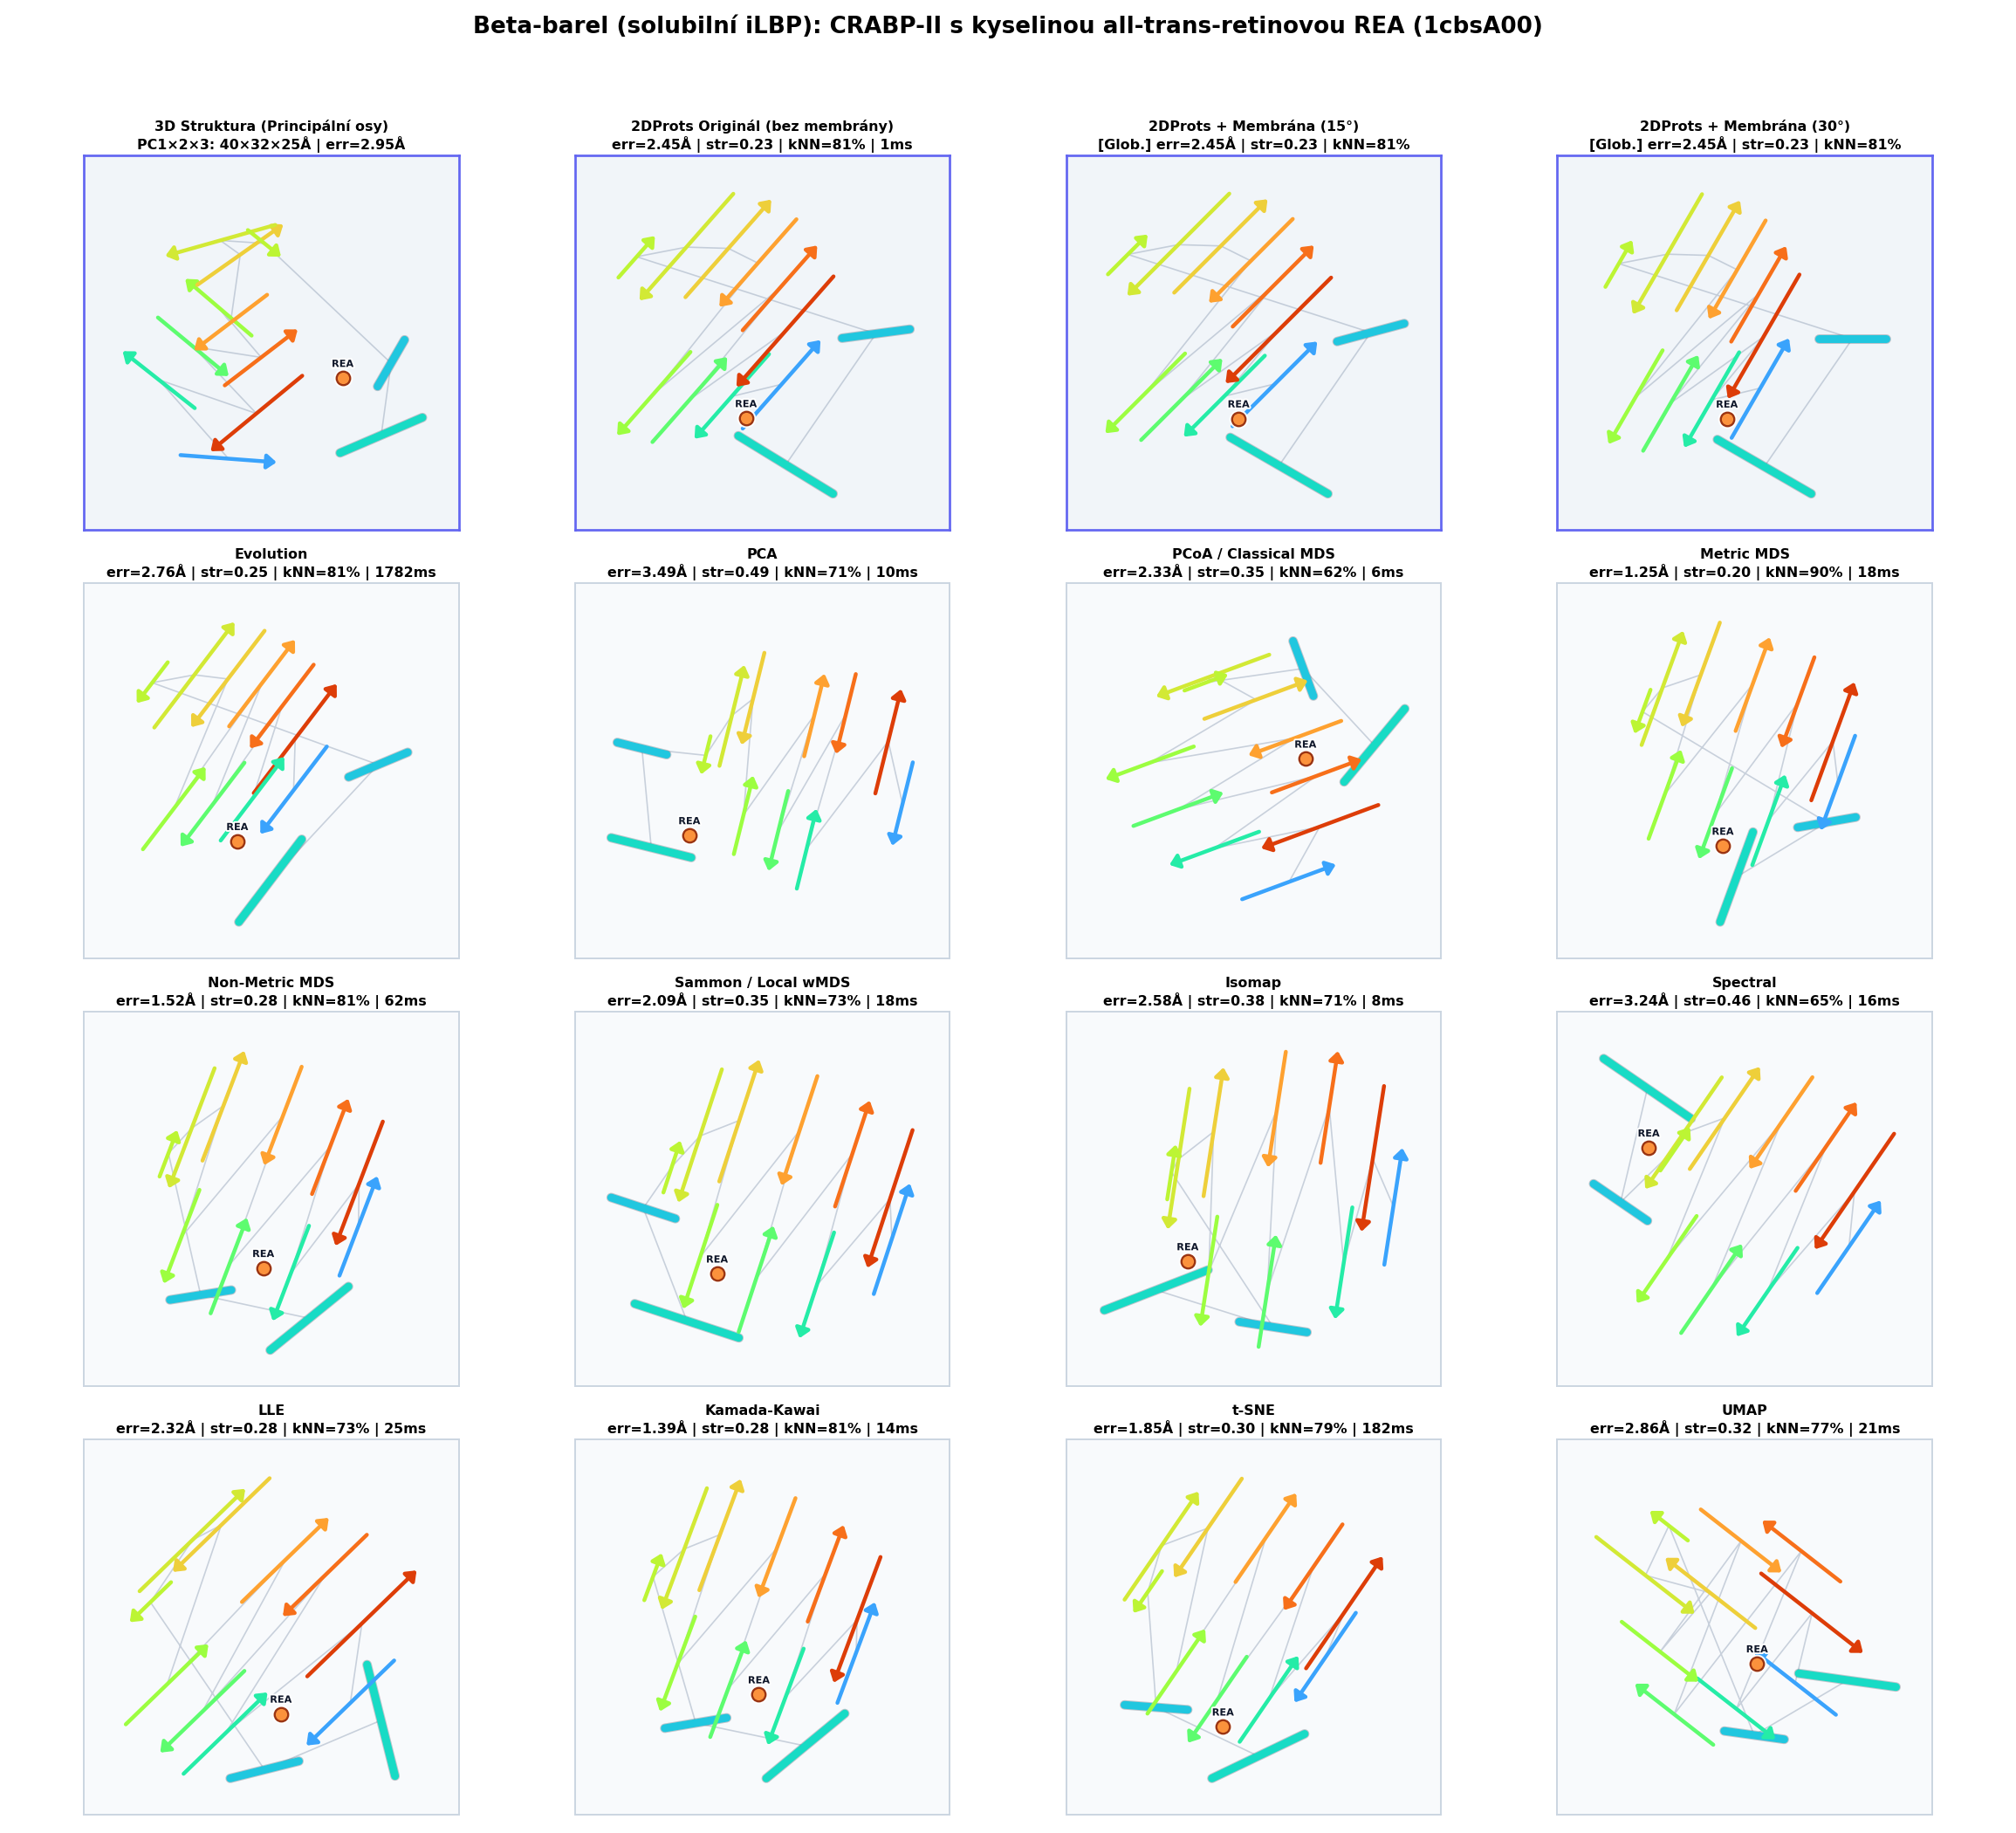 Beta-barel (solubilní iLBP): CRABP-II s kyselinou all-trans-retinovou REA (1cbsA00)
3D Struktura (Principální osy)
PC1×2×3: 40×32×25Å | err=2.95Å
REA
2DProts Originál (bez membrány)
err=2.45Å | str=0.23 | kNN=81% | 1ms
REA
2DProts + Membrána (15°)
[Glob.] err=2.45Å | str=0.23 | kNN=81%
REA
2DProts + Membrána (30°)
[Glob.] err=2.45Å | str=0.23 | kNN=81%
REA
Evolution
err=2.76Å | str=0.25 | kNN=81% | 1782ms
REA
PCA
err=3.49Å | str=0.49 | kNN=71% | 10ms
REA
PCoA / Classical MDS
err=2.33Å | str=0.35 | kNN=62% | 6ms
REA
Metric MDS
err=1.25Å | str=0.20 | kNN=90% | 18ms
REA
Non-Metric MDS
err=1.52Å | str=0.28 | kNN=81% | 62ms
REA
Sammon / Local wMDS
err=2.09Å | str=0.35 | kNN=73% | 18ms
REA
Isomap
err=2.58Å | str=0.38 | kNN=71% | 8ms
REA
Spectral
err=3.24Å | str=0.46 | kNN=65% | 16ms
REA
LLE
err=2.32Å | str=0.28 | kNN=73% | 25ms
REA
Kamada-Kawai
err=1.39Å | str=0.28 | kNN=81% | 14ms
REA
t-SNE
err=1.85Å | str=0.30 | kNN=79% | 182ms
REA
UMAP
err=2.86Å | str=0.32 | kNN=77% | 21ms
REA